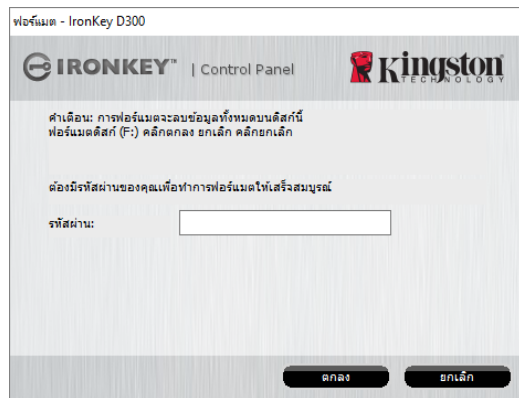 ฟอร์แมต - IronKey D300
IRONKEY™ | Control Panel
Kingston
TECHNOLOGY
คำเตือน: การฟอร์แมตจะลบข้อมูลทั้งหมดบนดิสก์นี้
ฟอร์แมตดิสก์ (F:) คลิกตกลง ยกเลิก คลิกยกเลิก
ต้องมีรหัสผ่านของคุณเพื่อทำการฟอร์แมตให้เสร็จสมบูรณ์
รหัสผ่าน:
ตกลง ยกเลิก